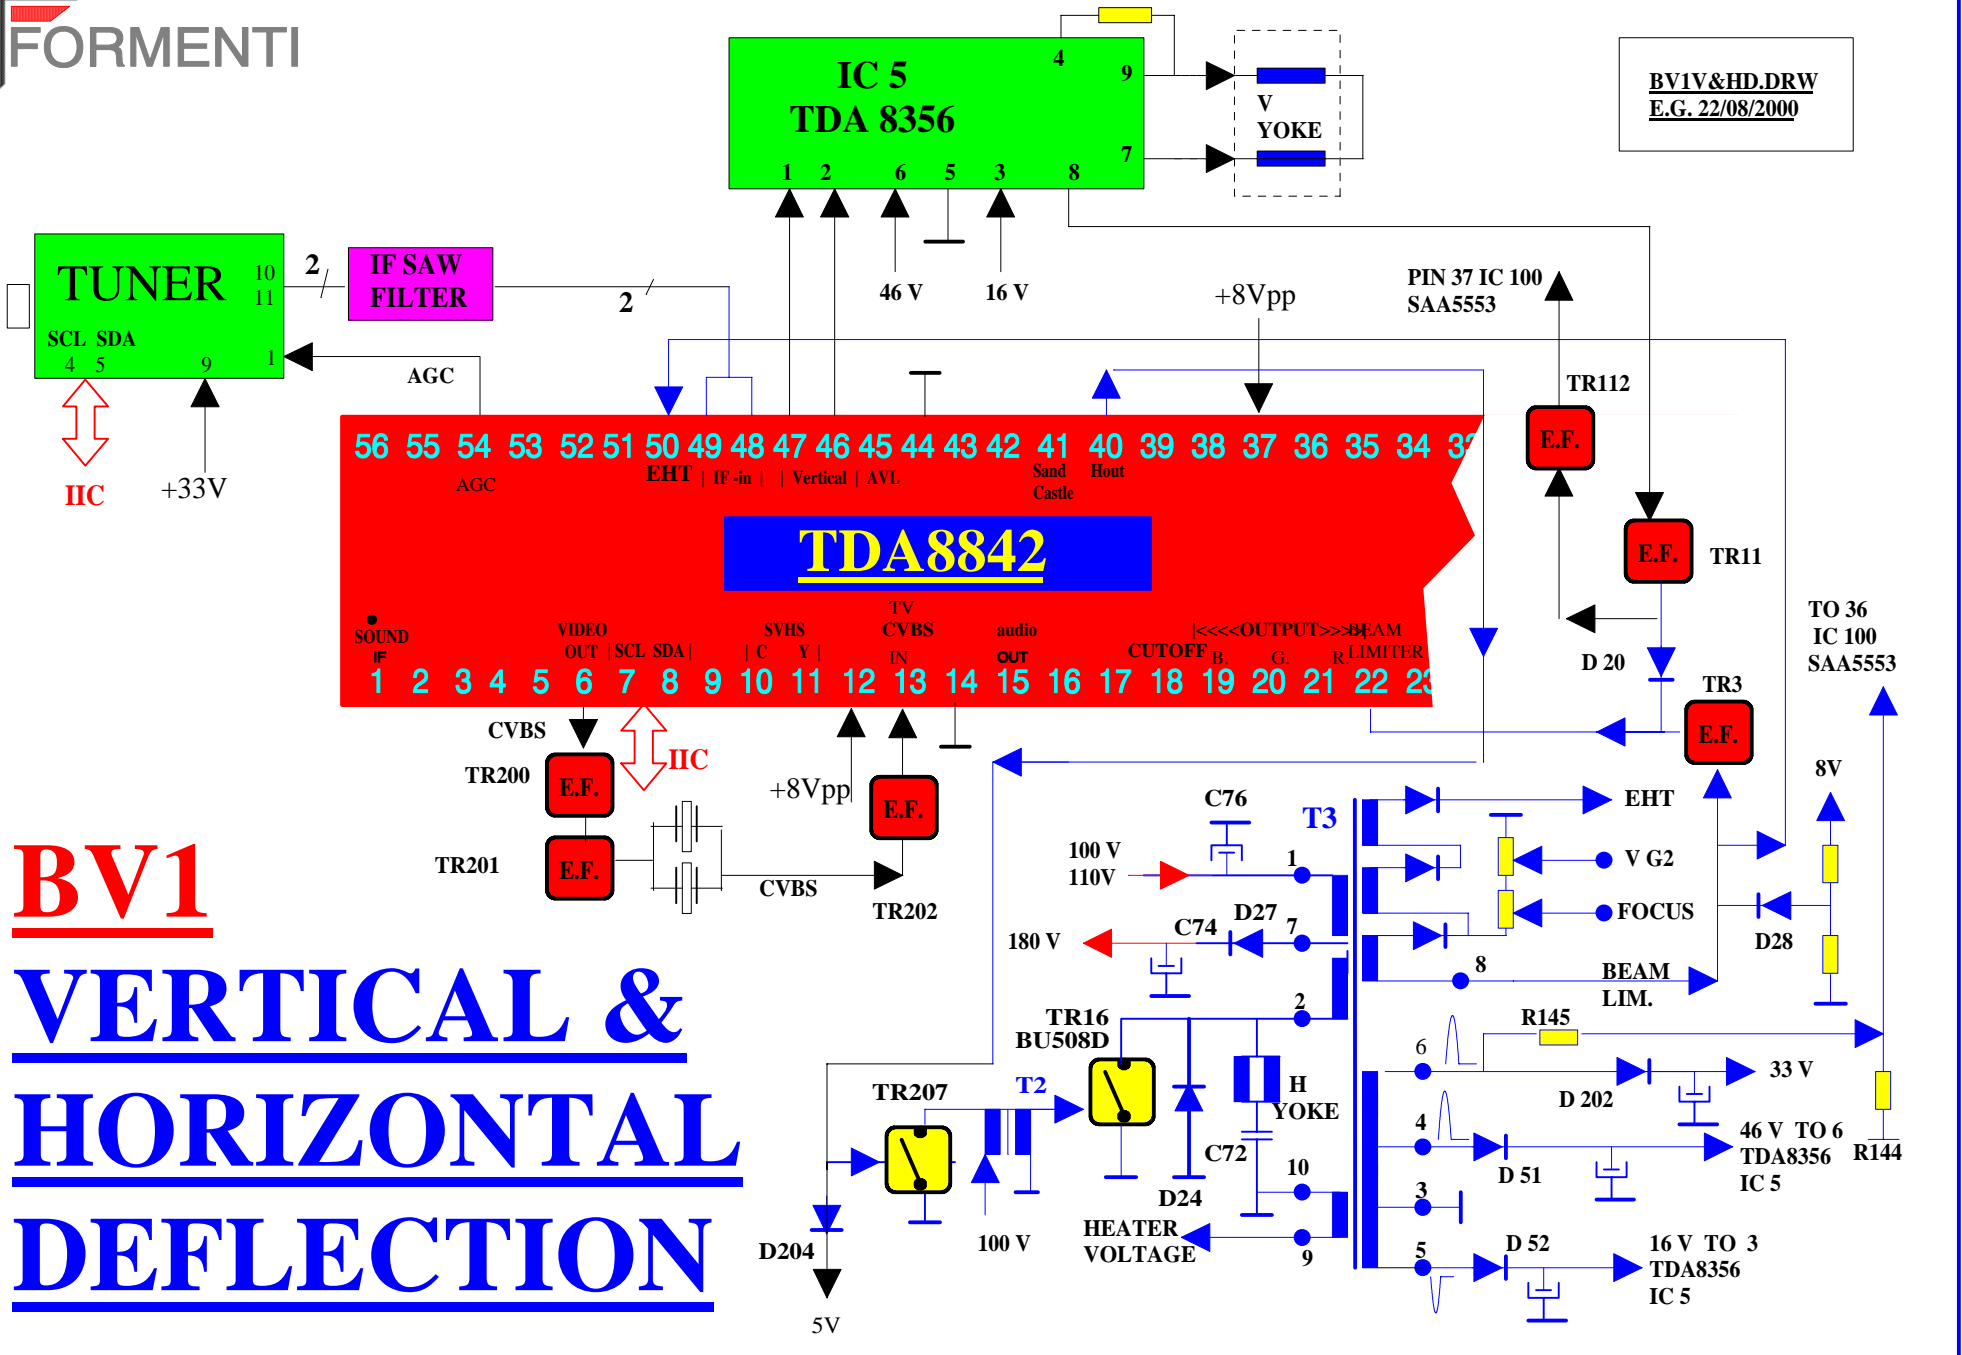 FORMENTI
IC 5
TDA 8356
4
9
7
1 2 6 5 3 8
V
YOKE
BV1V&HD.DRW
E.G. 22/08/2000
TUNER
10
11
SCL SDA
4 5 9 1
2
IF SAW
FILTER
2
46 V
16 V
+8Vpp
PIN 37 IC 100
SAA5553
AGC
IIC
+33V
TR112
E.F.
56 55 54 53 52 51 50 49 48 47 46 45 44 43 42 41 40 39 38 37 36 35 34 33
AGC
EHT | IF -in | | Vertical | AVL
Sand
Castle
Hout
TDA8842
E.F.
TR11
TV
CVBS
IN
SOUND
IF
VIDEO
OUT
|SCL SDA|
SVHS
| C Y |
audio
OUT
CUTOFF
|<<<<OUTPUT>>>>|
B. G. R.
BEAM
LIMITER
1 2 3 4 5 6 7 8 9 10 11 12 13 14 15 16 17 18 19 20 21 22 23
D 20
TO 36
IC 100
SAA5553
TR3
E.F.
CVBS
TR200
E.F.
IIC
+8Vpp
E.F.
TR201
E.F.
CVBS
TR202
8V
C76
T3
EHT
100 V
110V
1
V G2
FOCUS
C74
D27
180 V
7
D28
8
BEAM
LIM.
2
TR16
BU508D
R145
6
33 V
D 202
TR207
T2
H
YOKE
4
46 V TO 6
TDA8356
IC 5
R144
C72
D 51
10
D24
3
HEATER
VOLTAGE
9
5
D 52
16 V TO 3
TDA8356
IC 5
D204
100 V
5V
BV1
VERTICAL &
HORIZONTAL
DEFLECTION